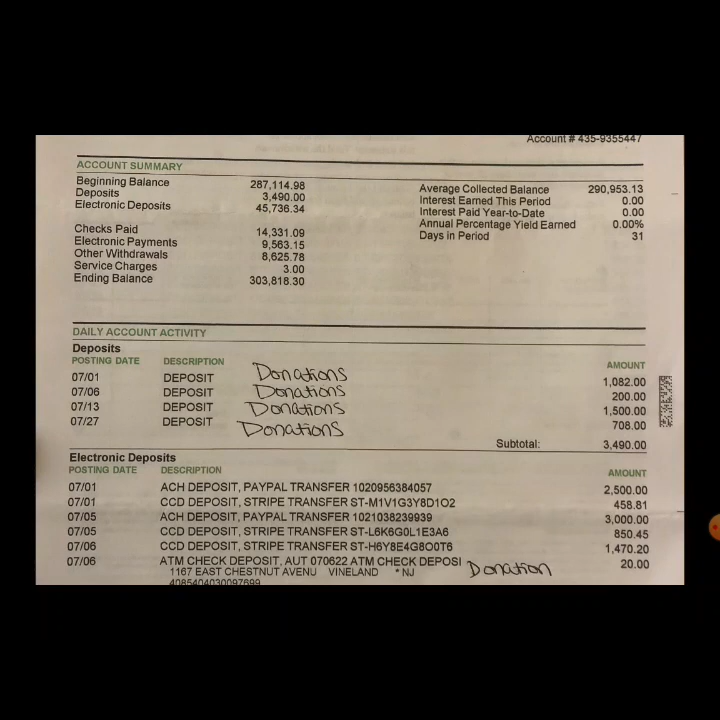 Account # 435-9355447
ACCOUNT SUMMARY
Beginning Balance 287,114.98
Deposits 3,490.00
Electronic Deposits 45,736.34
Checks Paid 14,331.09
Electronic Payments 9,563.15
Other Withdrawals 8,625.78
Service Charges 3.00
Ending Balance 303,818.30
Average Collected Balance 290,953.13
Interest Earned This Period 0.00
Interest Paid Year-to-Date 0.00
Annual Percentage Yield Earned 0.00%
Days in Period 31
DAILY ACCOUNT ACTIVITY
Deposits
POSTING DATE DESCRIPTION AMOUNT
07/01 DEPOSIT Donations 1,082.00
07/06 DEPOSIT Donations 200.00
07/13 DEPOSIT Donations 1,500.00
07/27 DEPOSIT Donations 708.00
Subtotal: 3,490.00
Electronic Deposits
POSTING DATE DESCRIPTION AMOUNT
07/01 ACH DEPOSIT, PAYPAL TRANSFER 1020956384057 2,500.00
07/01 CCD DEPOSIT, STRIPE TRANSFER ST-M1V1G3Y8D1O2 458.81
07/05 ACH DEPOSIT, PAYPAL TRANSFER 1021038239939 3,000.00
07/05 CCD DEPOSIT, STRIPE TRANSFER ST-L6K6G0L1E3A6 850.45
07/06 CCD DEPOSIT, STRIPE TRANSFER ST-H6Y8E4G8O0T6 1,470.20
07/06 ATM CHECK DEPOSIT, AUT 070622 ATM CHECK DEPOSI Donation 20.00
1167 EAST CHESTNUT AVENU VINELAND * NJ
4085404030097699